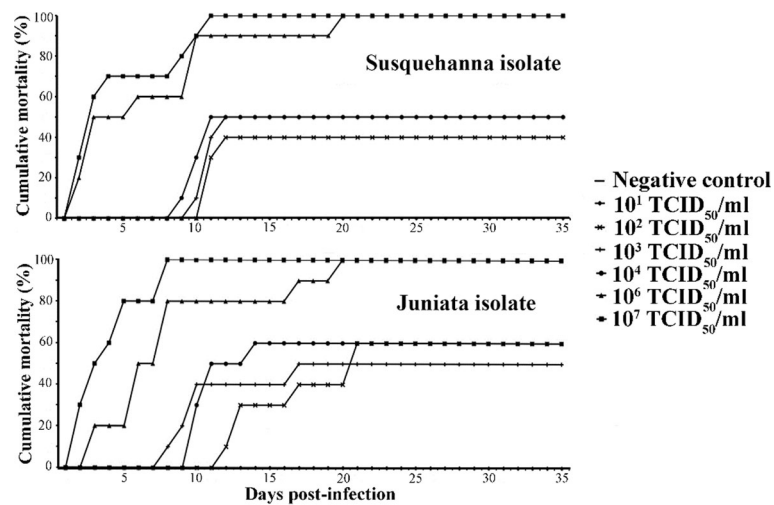 100
80
60
40
20
0
Cumulative mortality (%)
Susquehanna isolate
5 10 15 20 25 30 35
100
80
60
40
20
0
Cumulative mortality (%)
Juniata isolate
5 10 15 20 25 30 35
Days post-infection
Negative control
10¹ TCID₅₀/ml
10² TCID₅₀/ml
10³ TCID₅₀/ml
10⁴ TCID₅₀/ml
10⁶ TCID₅₀/ml
10⁷ TCID₅₀/ml